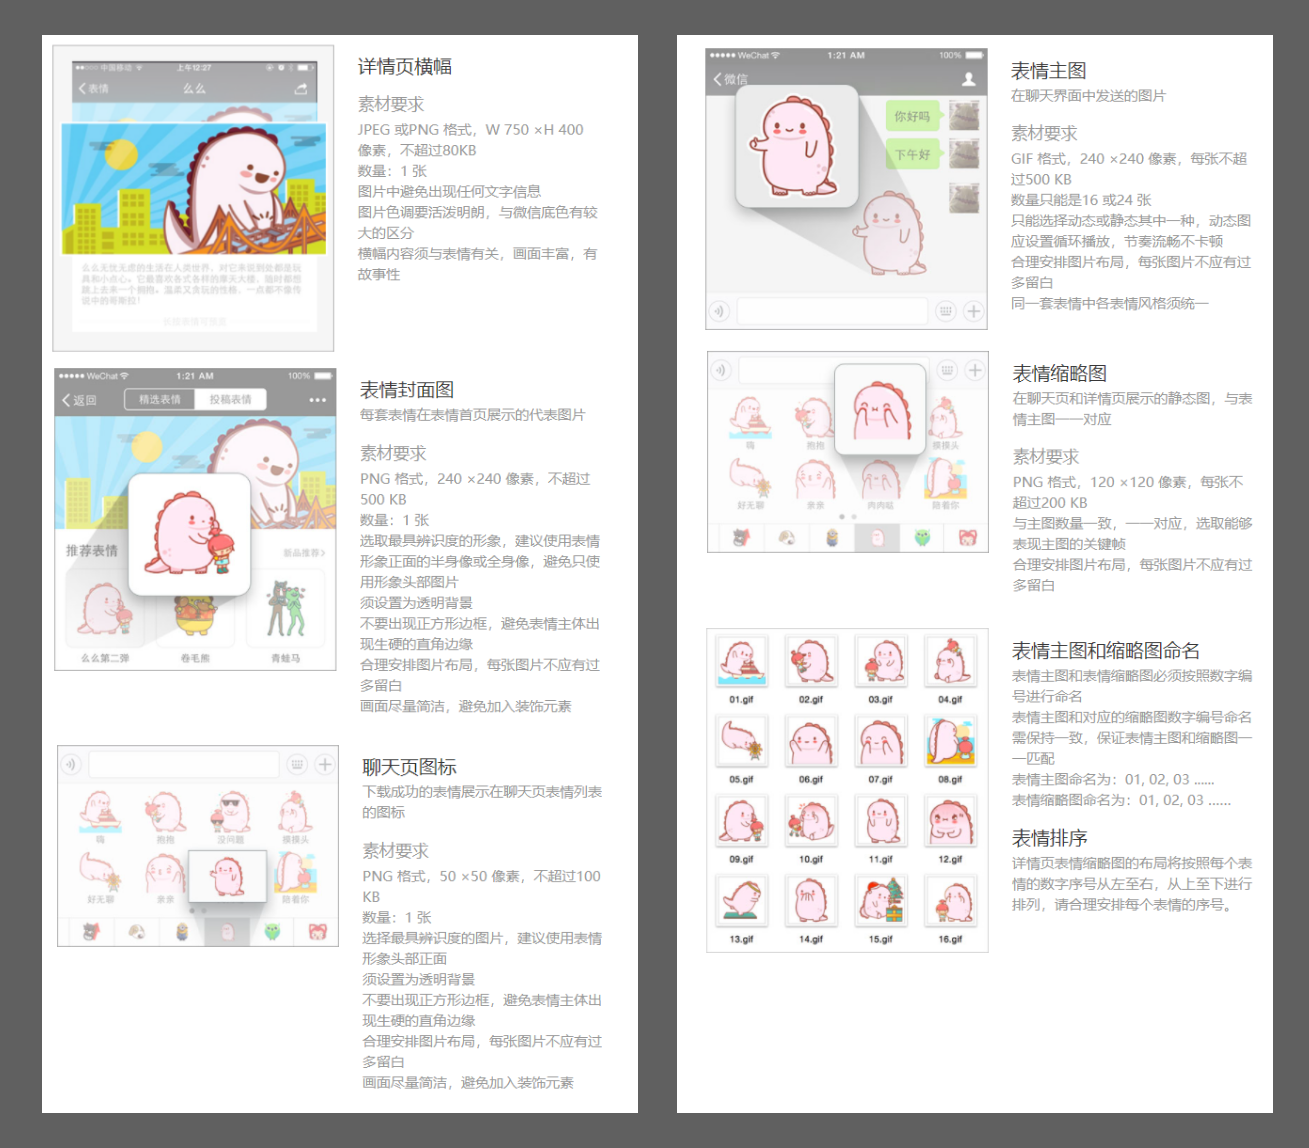 中国移动
上午12:27
表情
么么
么么无忧无虑的生活在人类世界,对它来说到处都是玩
具和小点心。它最喜欢各式各样的摩天大楼,随时都想
跳上去来一个拥抱。温柔又贪玩的性格,一点都不像传
说中的哥斯拉!
详情页横幅
素材要求
JPEG 或PNG 格式,W 750 ×H 400
像素,不超过80KB
数量:1 张
图片中避免出现任何文字信息
图片色调要活泼明朗,与微信底色有较
大的区分
横幅内容须与表情有关,画面丰富,有
故事性
WeChat
1:21 AM
100%
返回
精选表情
投稿表情
推荐表情
新品推荐
么么第二弹
卷毛熊
青蛙马
表情封面图
每套表情在表情首页展示的代表图片
素材要求
PNG 格式,240 ×240 像素,不超过
500 KB
数量:1 张
选取最具辨识度的形象,建议使用表情
形象正面的半身像或全身像,避免只使
用形象头部图片
须设置为透明背景
不要出现正方形边框,避免表情主体出
现生硬的直角边缘
合理安排图片布局,每张图片不应有过
多留白
画面尽量简洁,避免加入装饰元素
嗨
抱抱
没问题
摸摸头
好无聊
亲亲
陪着你
聊天页图标
下载成功的表情展示在聊天页表情列表
的图标
素材要求
PNG 格式,50 ×50 像素,不超过100
KB
数量:1 张
选择最具辨识度的图片,建议使用表情
形象头部正面
须设置为透明背景
不要出现正方形边框,避免表情主体出
现生硬的直角边缘
合理安排图片布局,每张图片不应有过
多留白
画面尽量简洁,避免加入装饰元素
WeChat
1:21 AM
100%
微信
你好吗
下午好
表情主图
在聊天界面中发送的图片
素材要求
GIF 格式,240 ×240 像素,每张不超
过500 KB
数量只能是16 或24 张
只能选择动态或静态其中一种,动态图
应设置循环播放,节奏流畅不卡顿
合理安排图片布局,每张图片不应有过
多留白
同一套表情中各表情风格须统一
嗨
抱抱
摸摸头
好无聊
亲亲
肉肉哒
陪着你
表情缩略图
在聊天页和详情页展示的静态图,与表
情主图一一对应
素材要求
PNG 格式,120 ×120 像素,每张不
超过200 KB
与主图数量一致,一一对应,选取能够
表现主图的关键帧
合理安排图片布局,每张图片不应有过
多留白
01.gif
02.gif
03.gif
04.gif
05.gif
06.gif
07.gif
08.gif
09.gif
10.gif
11.gif
12.gif
13.gif
14.gif
15.gif
16.gif
表情主图和缩略图命名
表情主图和表情缩略图必须按照数字编
号进行命名
表情主图和对应的缩略图数字编号命名
需保持一致,保证表情主图和缩略图一
一匹配
表情主图命名为:01, 02, 03 ......
表情缩略图命名为:01, 02, 03 ......
表情排序
详情页表情缩略图的布局将按照每个表
情的数字序号从左至右,从上至下进行
排列,请合理安排每个表情的序号。